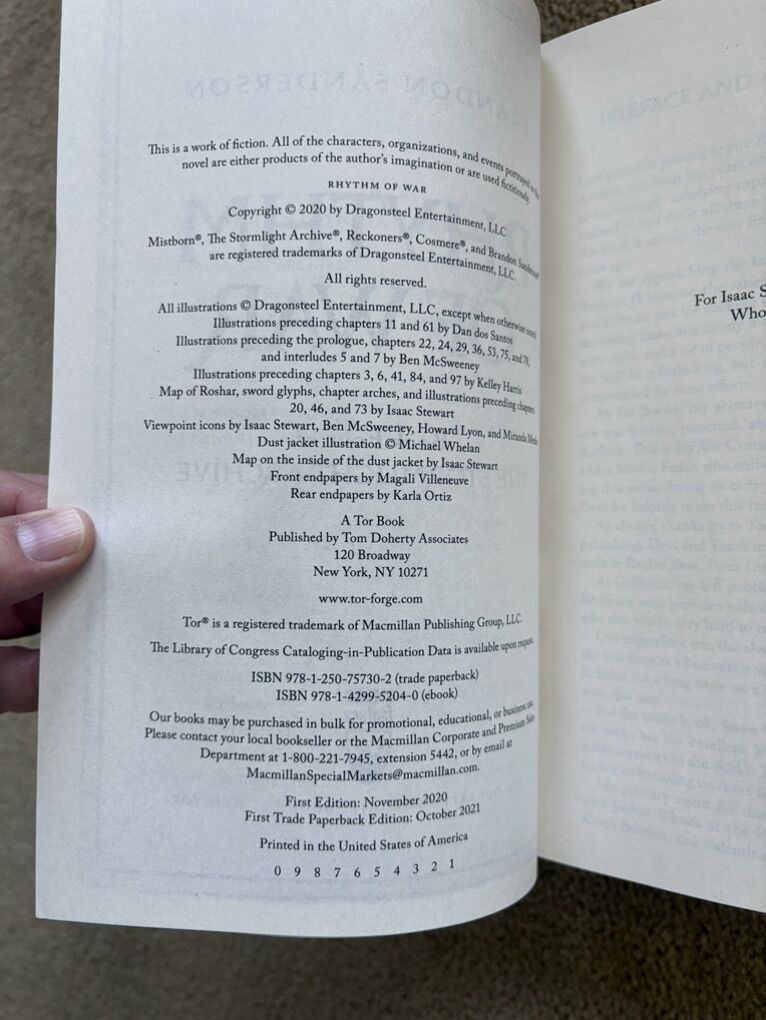 This is a work of fiction. All of the characters, organizations, and events portrayed in this
novel are either products of the author's imagination or are used fictitiously.
RHYTHM OF WAR
Copyright © 2020 by Dragonsteel Entertainment, LLC
Mistborn®, The Stormlight Archive®, Reckoners®, Cosmere®, and Brandon Sanderson®
are registered trademarks of Dragonsteel Entertainment, LLC.
All rights reserved.
All illustrations © Dragonsteel Entertainment, LLC, except when otherwise noted
Illustrations preceding chapters 11 and 61 by Dan dos Santos
Illustrations preceding the prologue, chapters 22, 24, 29, 36, 53, 75, and 78,
and interludes 5 and 7 by Ben McSweeney
Illustrations preceding chapters 3, 6, 41, 84, and 97 by Kelley Harris
Map of Roshar, sword glyphs, chapter arches, and illustrations preceding chapters
20, 46, and 73 by Isaac Stewart
Viewpoint icons by Isaac Stewart, Ben McSweeney, Howard Lyon, and Miranda Meeks
Dust jacket illustration © Michael Whelan
Map on the inside of the dust jacket by Isaac Stewart
Front endpapers by Magali Villeneuve
Rear endpapers by Karla Ortiz
A Tor Book
Published by Tom Doherty Associates
120 Broadway
New York, NY 10271
www.tor-forge.com
Tor® is a registered trademark of Macmillan Publishing Group, LLC.
The Library of Congress Cataloging-in-Publication Data is available upon request.
ISBN 978-1-250-75730-2 (trade paperback)
ISBN 978-1-4299-5204-0 (ebook)
Our books may be purchased in bulk for promotional, educational, or business use.
Please contact your local bookseller or the Macmillan Corporate and Premium Sales
Department at 1-800-221-7945, extension 5442, or by email at
MacmillanSpecialMarkets@macmillan.com.
First Edition: November 2020
First Trade Paperback Edition: October 2021
Printed in the United States of America
0 9 8 7 6 5 4 3 2 1
For Isaac S
Who